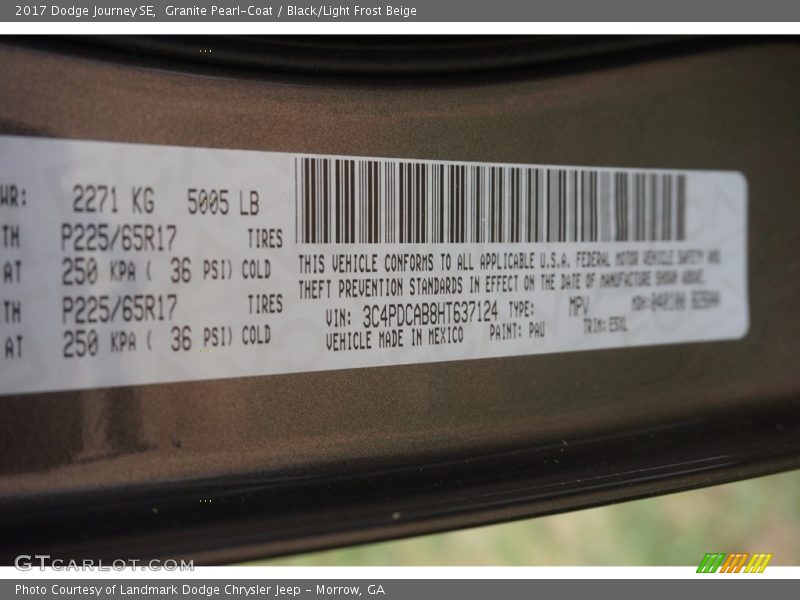 2017 Dodge Journey SE, Granite Pearl-Coat / Black/Light Frost Beige
WR: 2271 KG 5005 LB
TH P225/65R17 TIRES
AT 250 KPA ( 36 PSI) COLD
TH P225/65R17 TIRES
AT 250 KPA ( 36 PSI) COLD
THIS VEHICLE CONFORMS TO ALL APPLICABLE U.S.A. FEDERAL MOTOR VEHICLE SAFETY AND
THEFT PREVENTION STANDARDS IN EFFECT ON THE DATE OF MANUFACTURE SHOWN ABOVE.
VIN: 3C4PDCAB8HT637124 TYPE: MPV MDH:
VEHICLE MADE IN MEXICO PAINT: PAU TRIM:
GTCARLOT.COM
Photo Courtesy of Landmark Dodge Chrysler Jeep - Morrow, GA